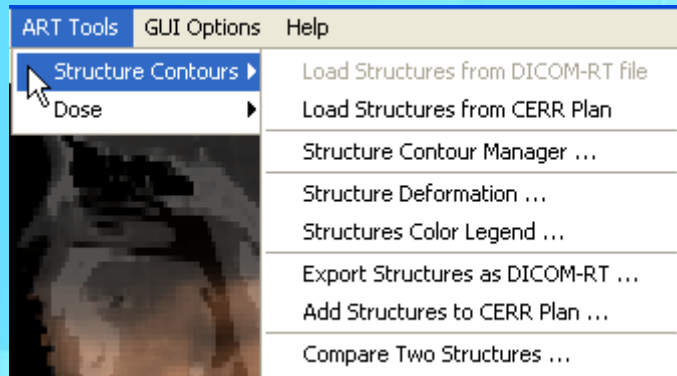 ART Tools GUI Options Help
Structure Contours
Dose
Load Structures from DICOM-RT file
Load Structures from CERR Plan
Structure Contour Manager ...
Structure Deformation ...
Structures Color Legend ...
Export Structures as DICOM-RT ...
Add Structures to CERR Plan ...
Compare Two Structures ...